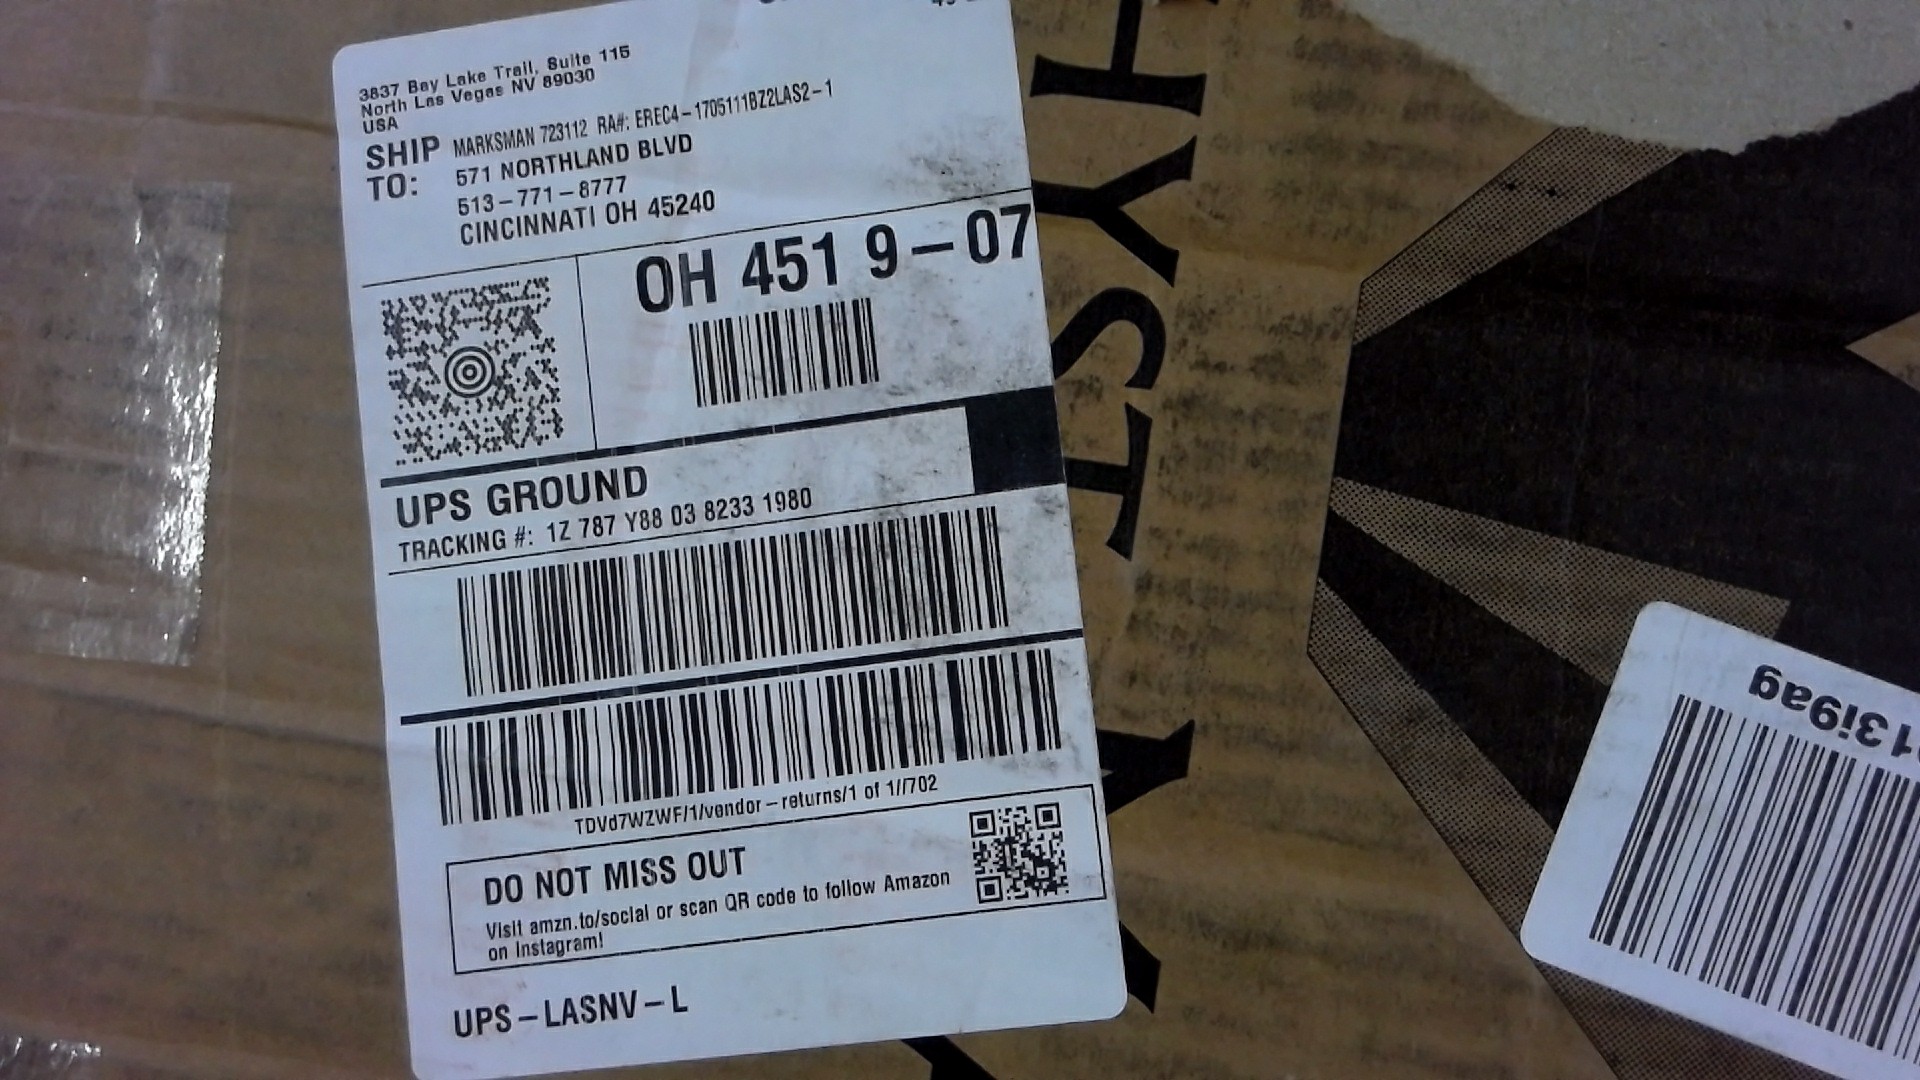 3837 Bay Lake Trail, Suite 115
North Las Vegas NV 89030
USA
SHIP TO:
MARKSMAN 723112 RA#: EREC4-1705111BZ2LAS2-1
571 NORTHLAND BLVD
513-771-8777
CINCINNATI OH 45240
OH 451 9-07
UPS GROUND
TRACKING #: 1Z 787 Y88 03 8233 1980
TDVd7WZWF/1/vendor-returns/1 of 1//702
DO NOT MISS OUT
Visit amzn.to/social or scan QR code to follow Amazon
on Instagram!
UPS-LASNV-L